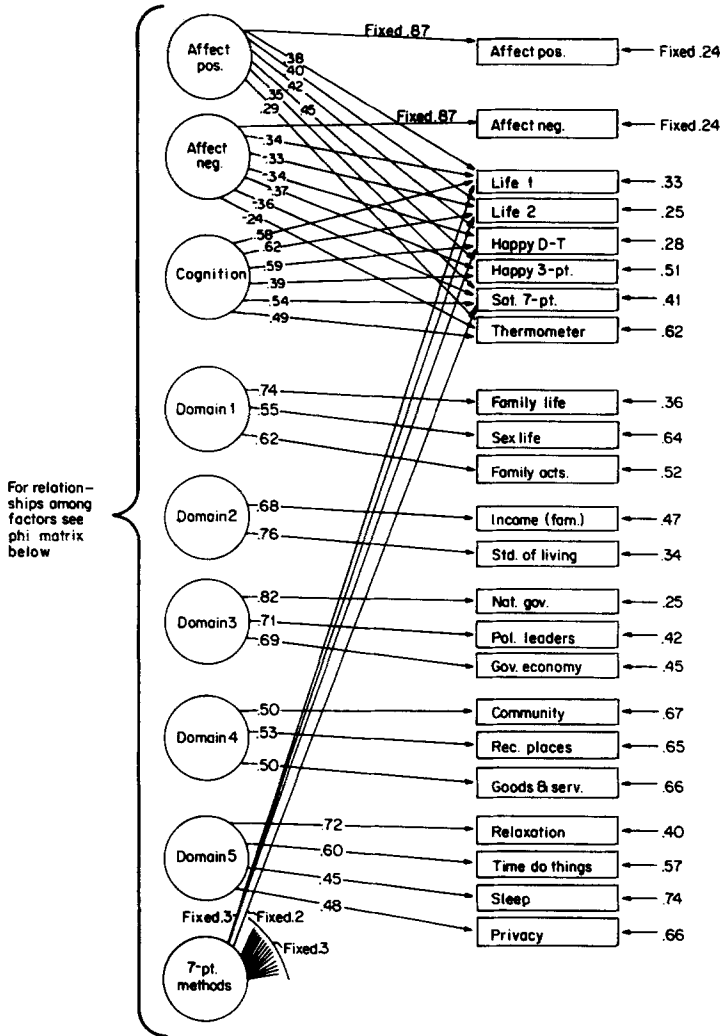 Fixed .87
Affect pos.
Affect pos.
Fixed .24
.38
.40
.42
.45
.35
.29
Fixed .87
Affect neg.
Affect neg.
Fixed .24
-.34
-.33
-.34
-.37
-.36
-.24
Life 1
.33
Life 2
.25
Happy D-T
.28
Happy 3-pt.
.51
Sat. 7-pt.
.41
Thermometer
.62
Cognition
.58
.62
.59
.39
.54
.49
Domain 1
.74
.55
.62
Family life
.36
Sex life
.64
Family acts.
.52
For relation-
ships among
factors see
phi matrix
below
Domain 2
.68
.76
Income (fam.)
.47
Std. of living
.34
Domain 3
.82
.71
.69
Nat. gov.
.25
Pol. leaders
.42
Gov. economy
.45
Domain 4
.50
.53
.50
Community
.67
Rec. places
.65
Goods & serv.
.66
Domain 5
.72
.60
.45
.48
Relaxation
.40
Time do things
.57
Sleep
.74
Privacy
.66
Fixed .3
Fixed .2
Fixed .3
7-pt.
methods